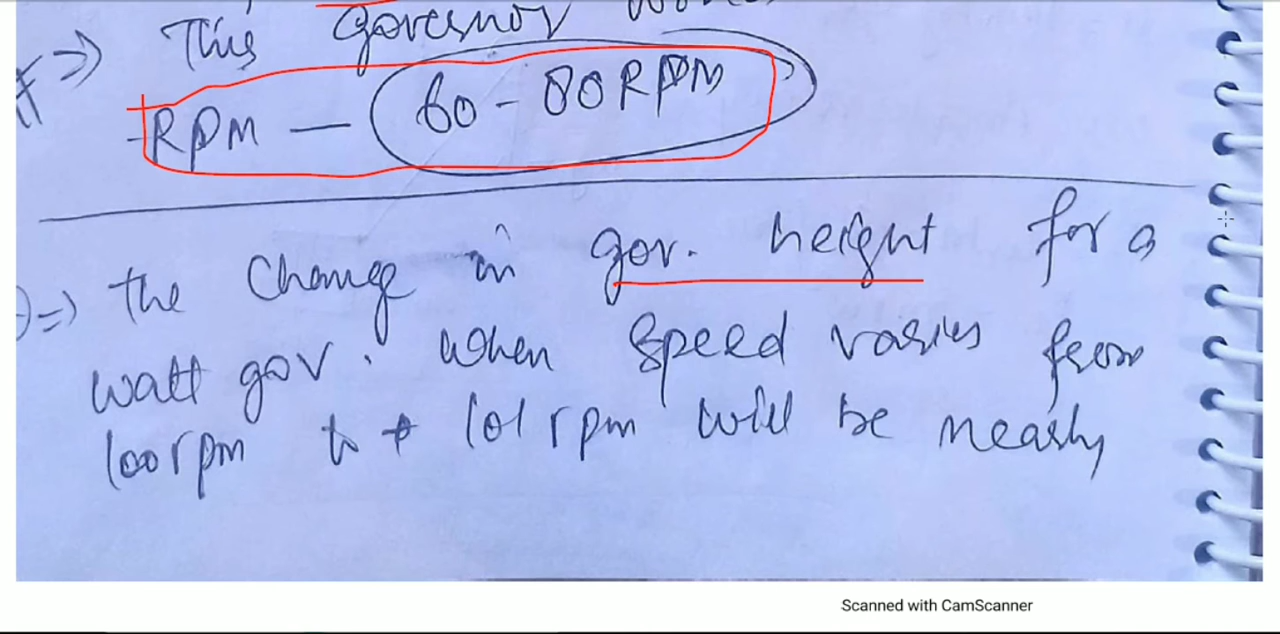 ⇒ This governor
RPM — 60 - 80 RPM
⇒ the change in gov. height for a
watt gov. when speed varies from
100 rpm to 101 rpm will be nearly
Scanned with CamScanner